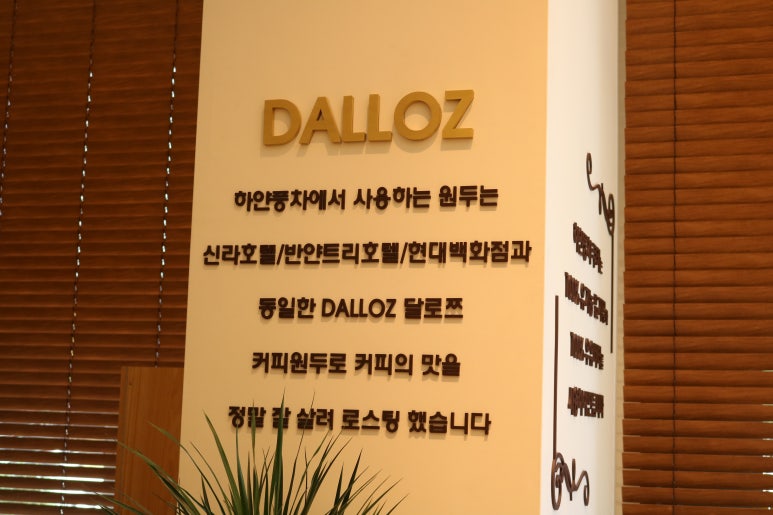 DALLOZ
하얀풍차에서 사용하는 원두는
신라호텔/반얀트리호텔/현대백화점과
동일한 DALLOZ 달로쯔
커피원두로 커피의 맛을
정말 잘 살려 로스팅 했습니다